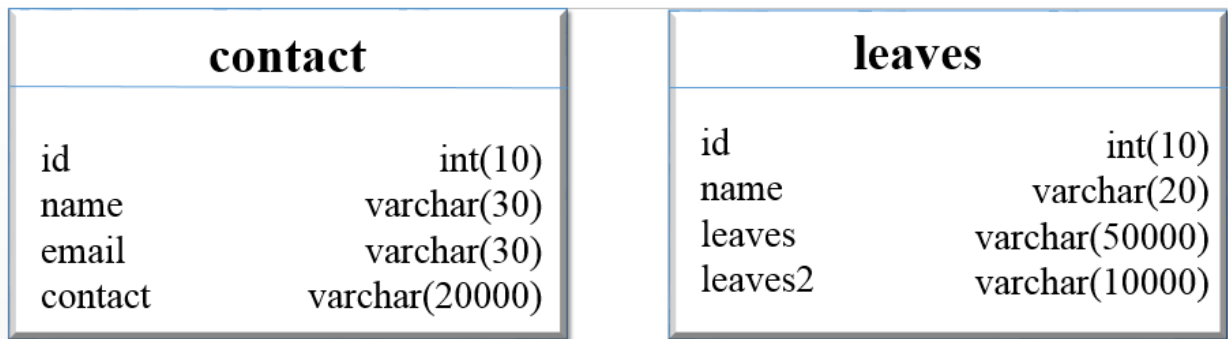 contact
id int(10)
name varchar(30)
email varchar(30)
contact varchar(20000)
leaves
id int(10)
name varchar(20)
leaves varchar(50000)
leaves2 varchar(10000)